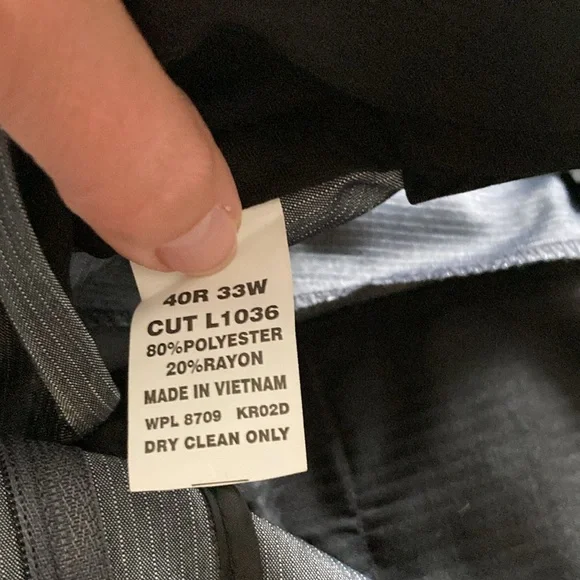 40R 33W
CUT L1036
80%POLYESTER
20%RAYON
MADE IN VIETNAM
WPL 8709 KR02D
DRY CLEAN ONLY